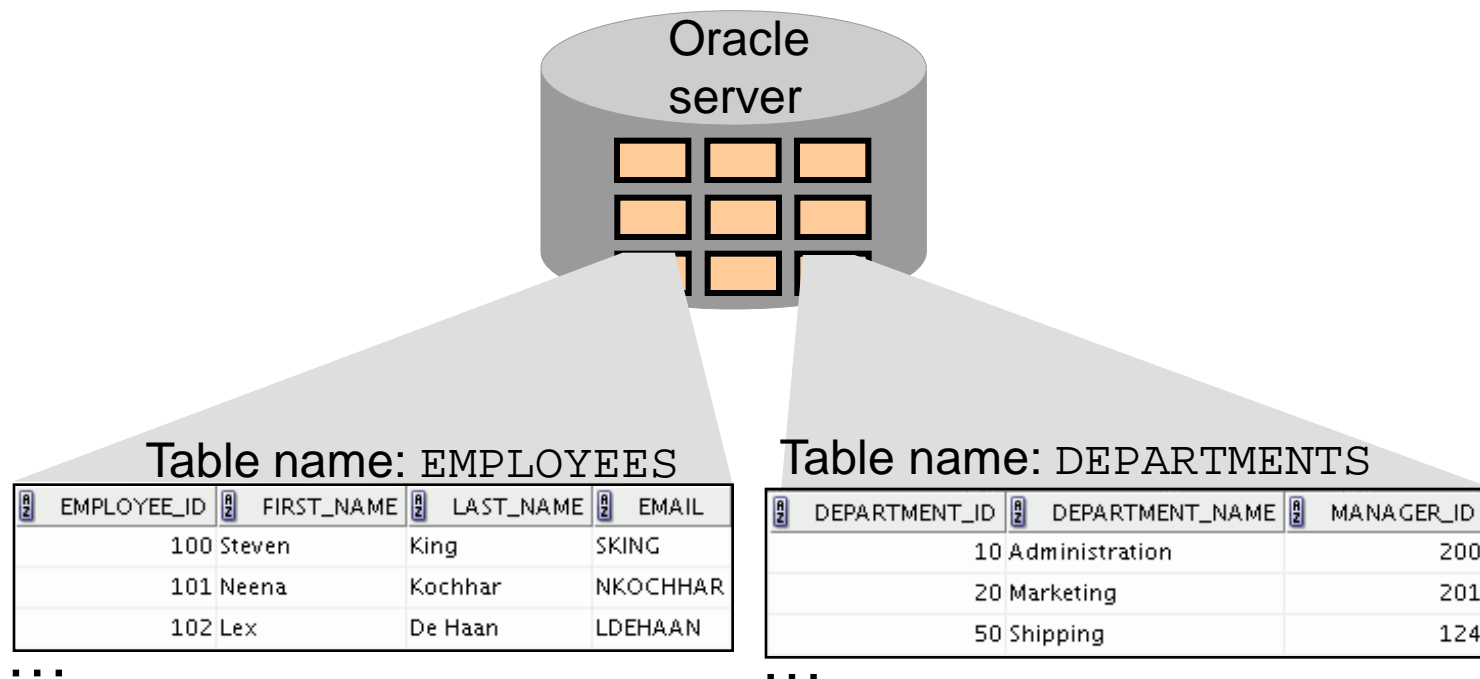 Oracle
server
Table name: EMPLOYEES
EMPLOYEE_ID FIRST_NAME LAST_NAME EMAIL
100 Steven King SKING
101 Neena Kochhar NKOCHHAR
102 Lex De Haan LDEHAAN
...
Table name: DEPARTMENTS
DEPARTMENT_ID DEPARTMENT_NAME MANAGER_ID
10 Administration 200
20 Marketing 201
50 Shipping 124
...